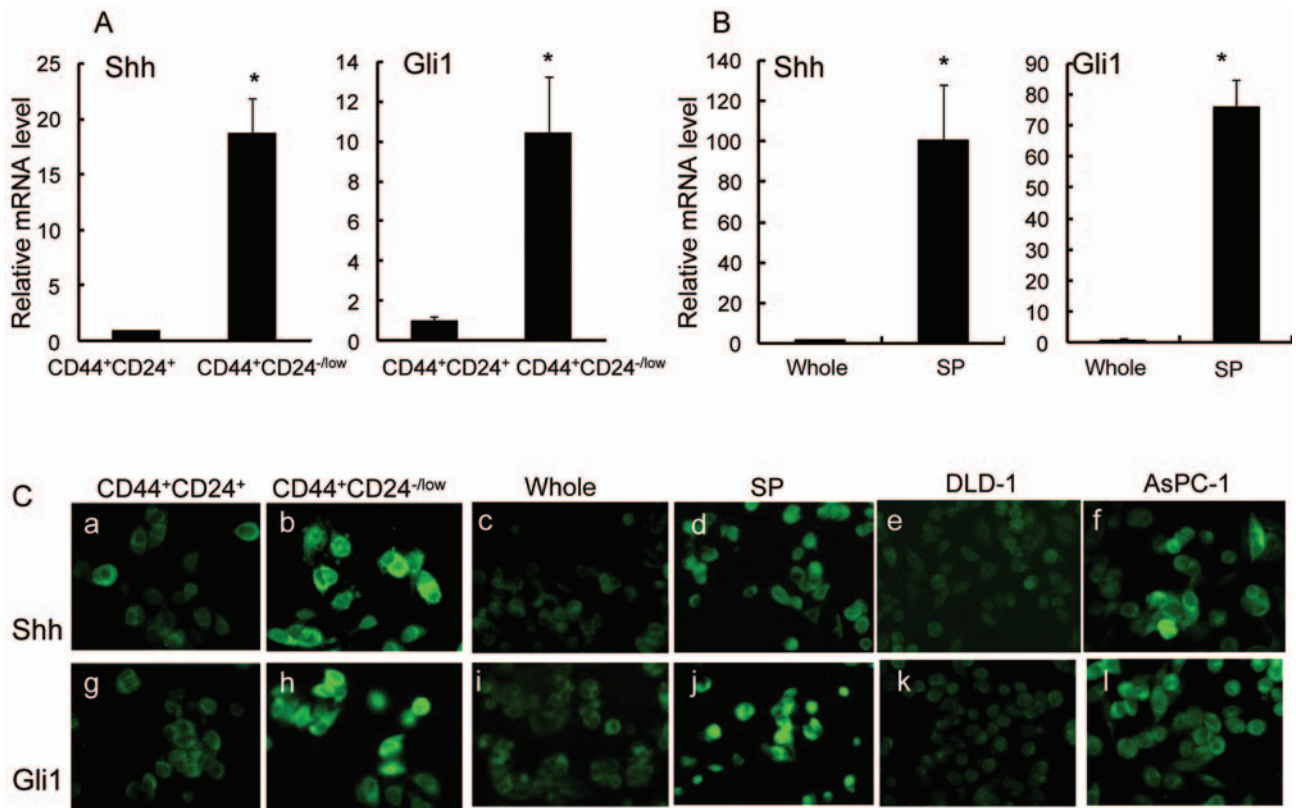 A
B
Shh
*
Gli1
*
Shh
*
Gli1
*
Relative mRNA level
25
20
15
10
5
0
14
12
10
8
6
4
2
0
CD44⁺CD24⁺ CD44⁺CD24⁻/ˡᵒʷ
CD44⁺CD24⁺ CD44⁺CD24⁻/ˡᵒʷ
Relative mRNA level
140
120
100
80
60
40
20
0
90
80
70
60
50
40
30
20
10
0
Whole SP
Whole SP
C
CD44⁺CD24⁺ CD44⁺CD24⁻/ˡᵒʷ Whole SP DLD-1 AsPC-1
a b c d e f
Shh
g h i j k l
Gli1